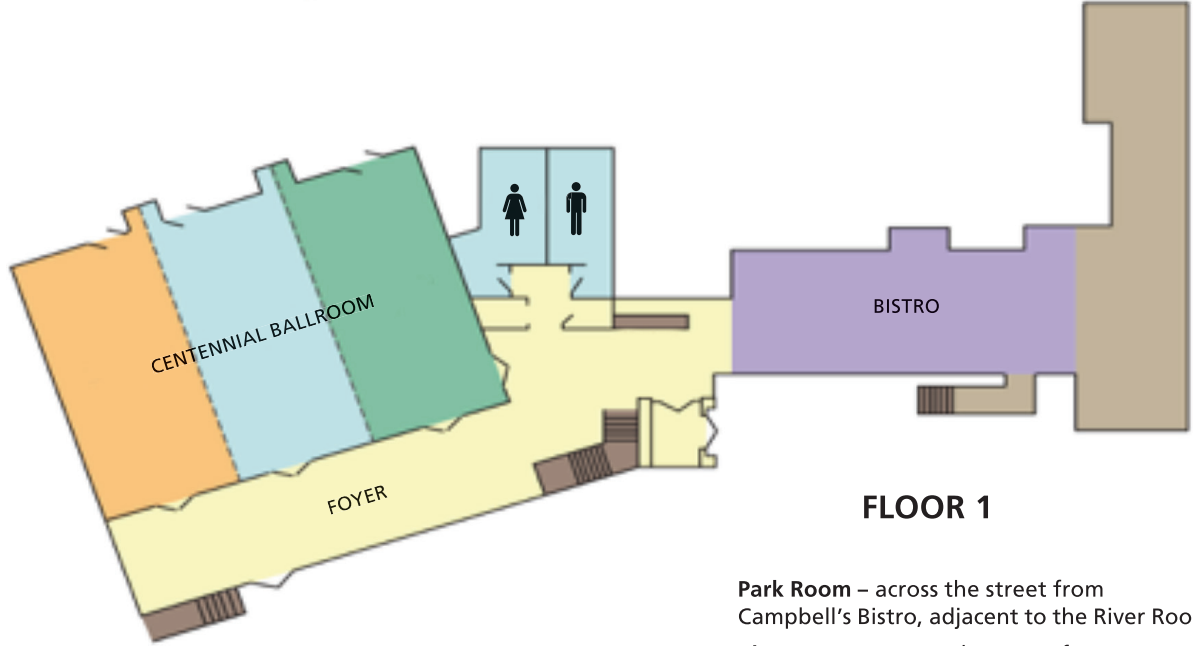 CENTENNIAL BALLROOM
BISTRO
FOYER
FLOOR 1
Park Room – across the street from
Campbell’s Bistro, adjacent to the River Roo